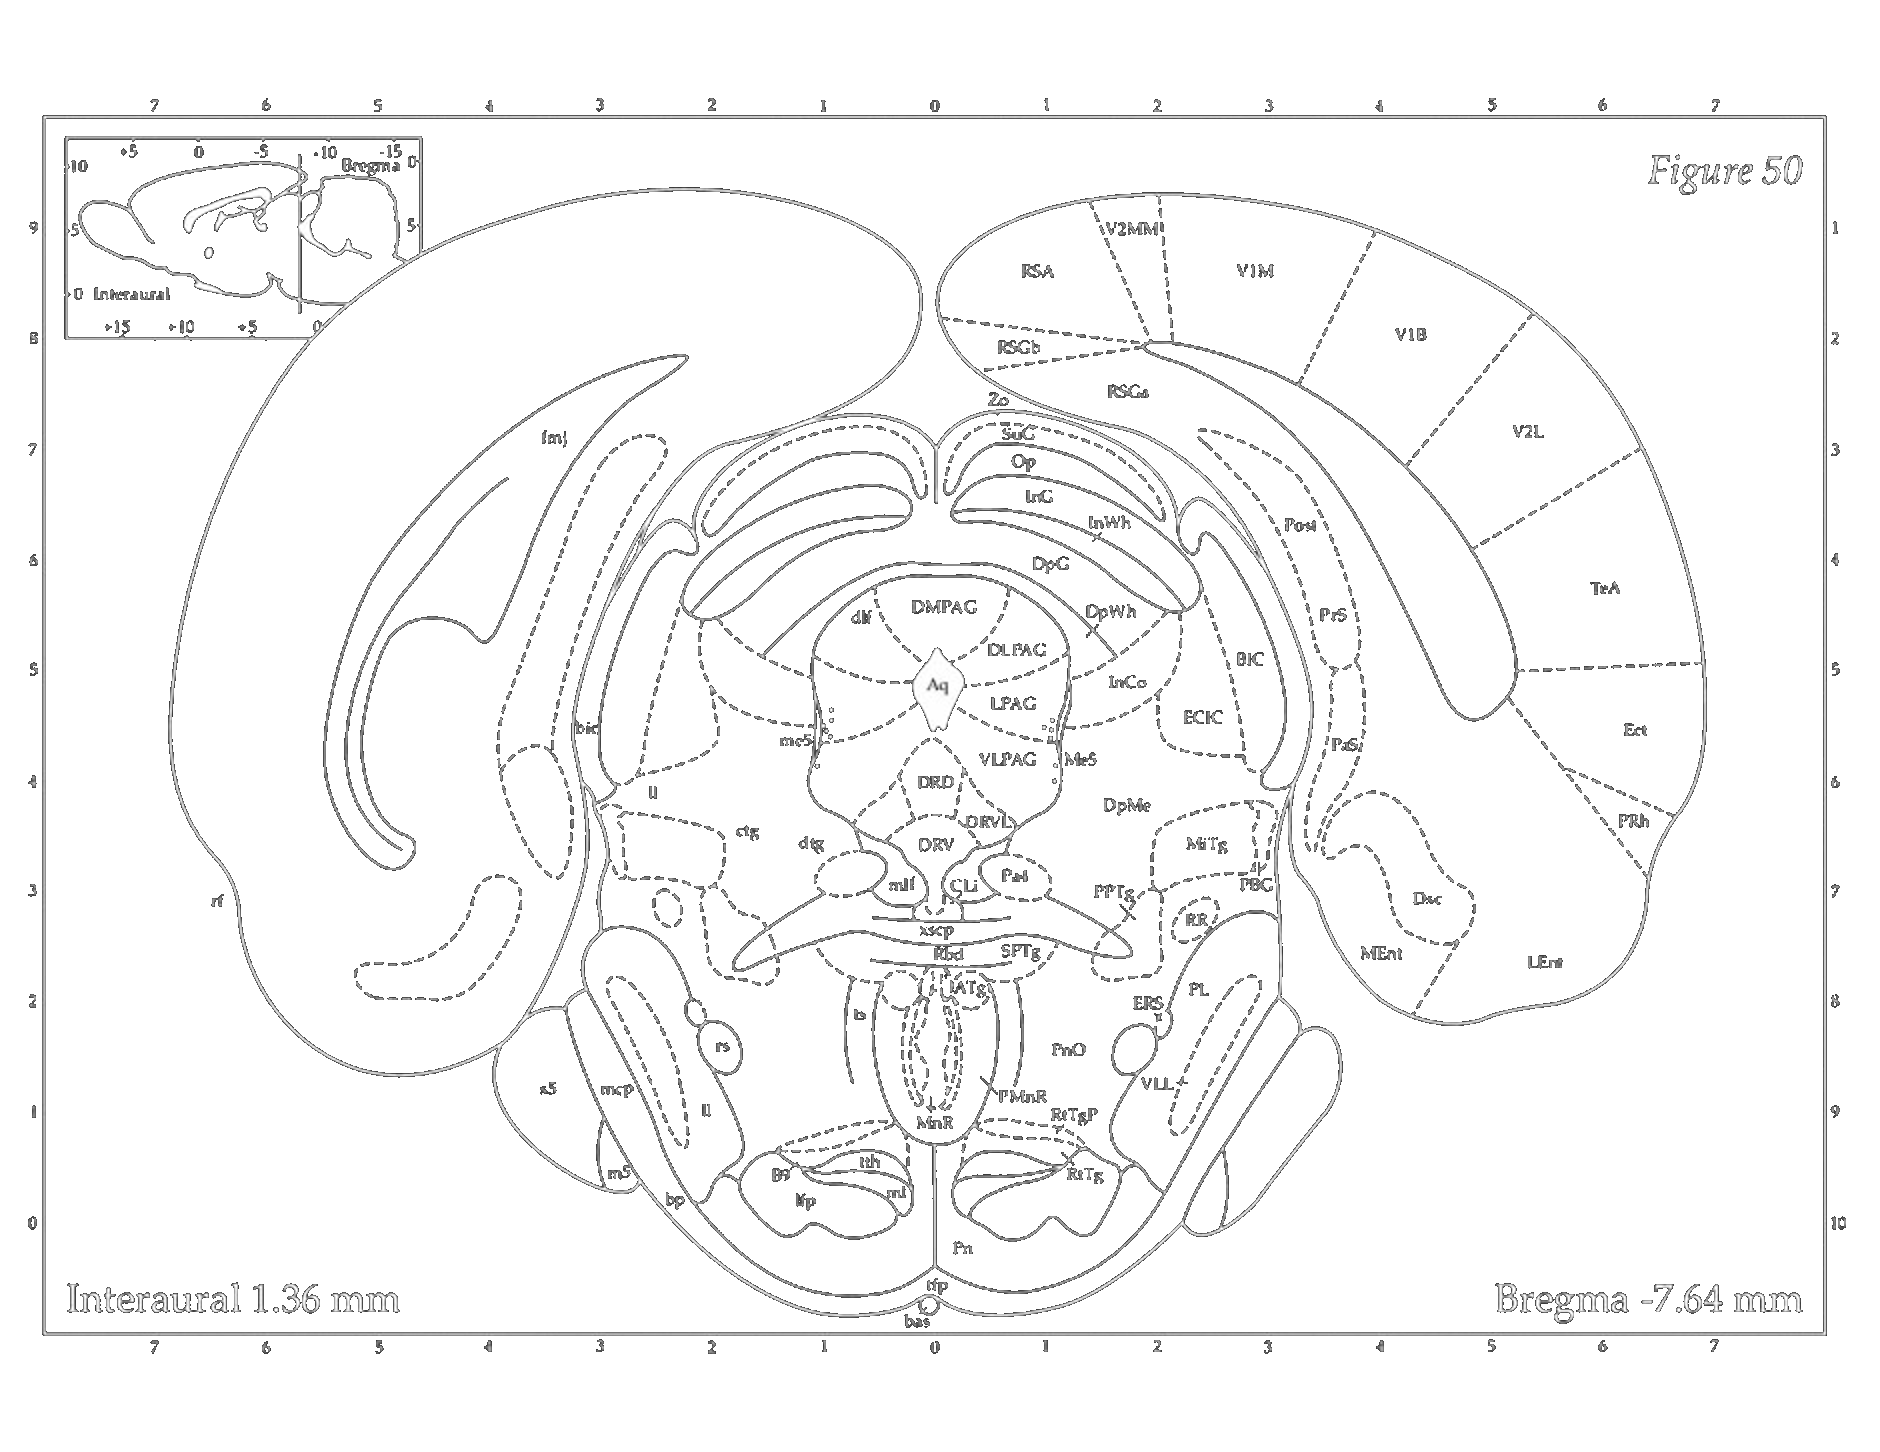 7 6 5 4 3 2 1 0 1 2 3 4 5 6 7
+5 0 -5 -10 -15
10 Bregma 0
Figure 50
5 5
0 Interaural
+15 +10 +5 0
9 1
8 2
7 3
6 4
5 5
4 6
3 7
2 8
1 9
0 10
V2MM
RSA V1M
V1B
RSGb
RSGa
Zo
V2L
fmj SuG
Op
InG
InWh Post
DpG
TeA
DMPAG
dlf DpWh PrS
DLPAG BIC
Aq InCo
LPAG ECIC
bic Ect
me5 PaS
VLPAG Me5
DRD
ll DpMe
DRVL PRh
ctg
dtg DRV MiTg
Pa4
mlf CLi PBG
PPTg
rf Dsc
RR
xscp
Rbd SPTg MEnt
LEnt
IATg PL
ERS
ts
rs PnO
x5 mcp VLL
PMnR
ll
MnR RtTgP
tth
m5 B9 RtTg
lfp ml
bp
Pn
tfp
bas
Interaural 1.36 mm
Bregma -7.64 mm
7 6 5 4 3 2 1 0 1 2 3 4 5 6 7